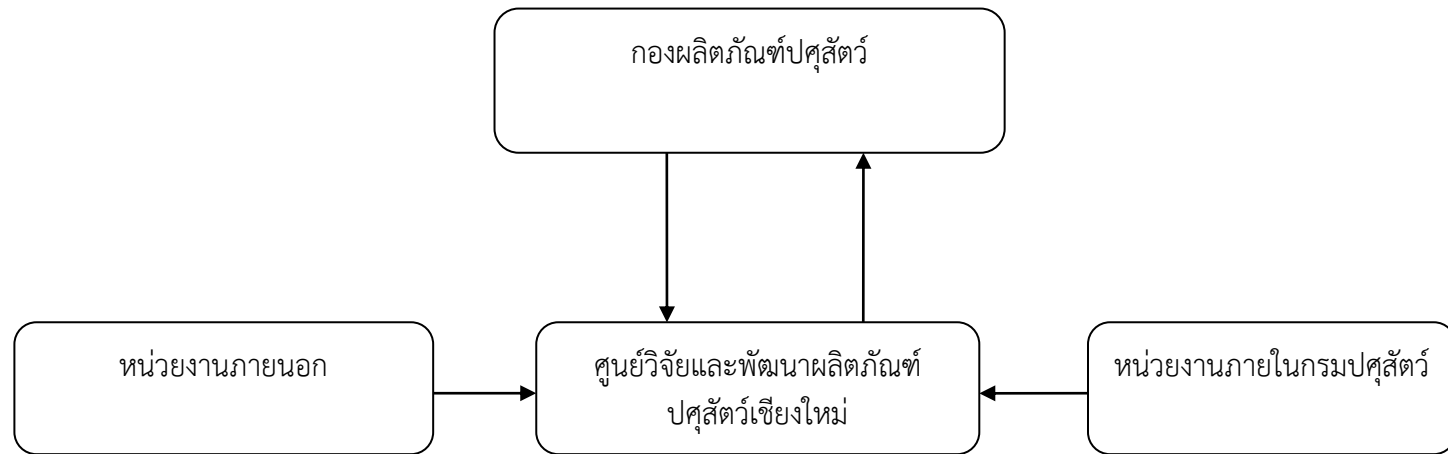 กองผลิตภัณฑ์ปศุสัตว์
หน่วยงานภายนอก
ศูนย์วิจัยและพัฒนาผลิตภัณฑ์
ปศุสัตว์เชียงใหม่
หน่วยงานภายในกรมปศุสัตว์